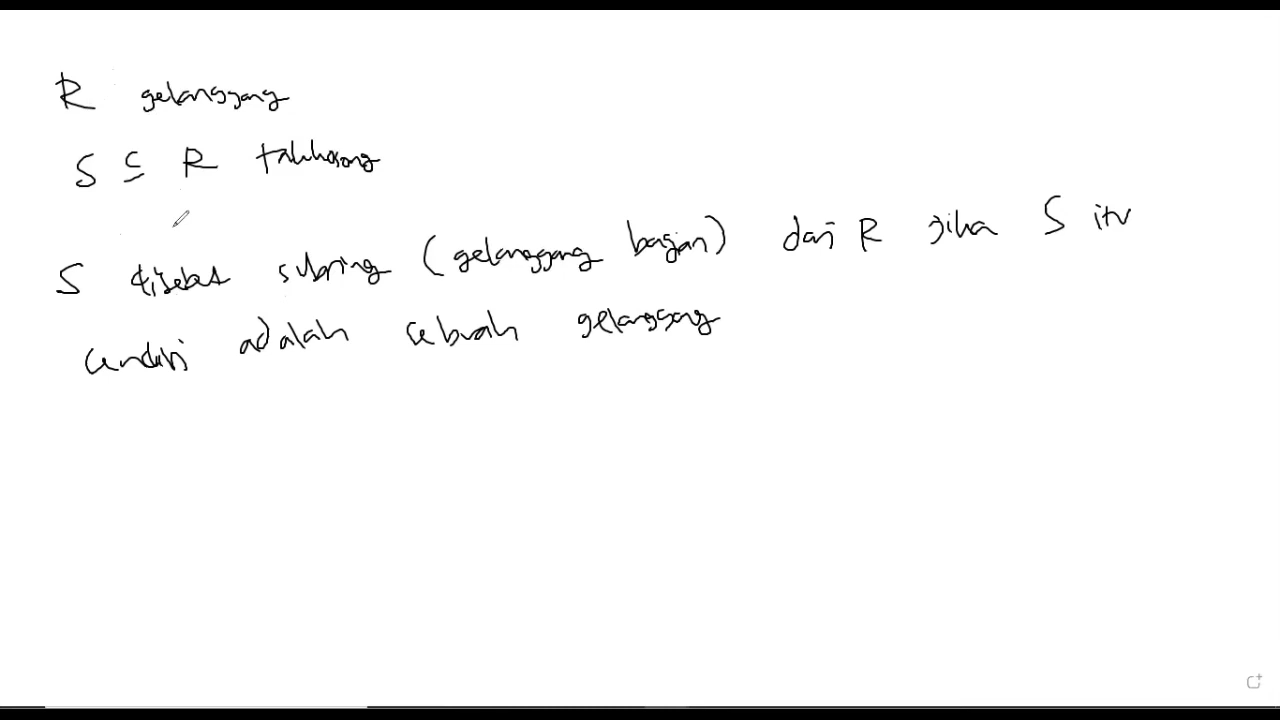 R gelanggang
S ⊆ R takkosong
S disebut subring (gelanggang bagian) dari R jika S itu
sendiri adalah sebuah gelanggang